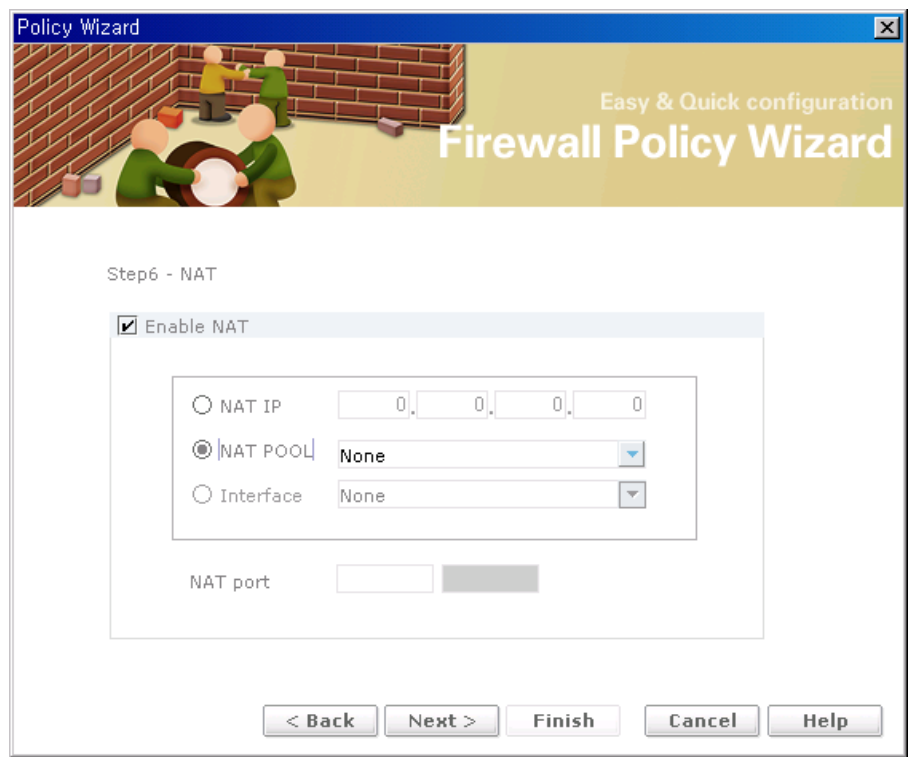 Policy Wizard
Easy & Quick configuration
Firewall Policy Wizard
Step6 - NAT
Enable NAT
NAT IP 0. 0. 0. 0
NAT POOL None
Interface None
NAT port
< Back Next > Finish Cancel Help